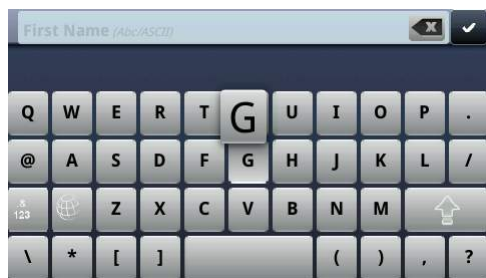 First Name (Abc/ASCII)
Q W E R T G U I O P .
@ A S D F G H J K L /
.& 123 Z X C V B N M
\ * [ ] ( ) , ?